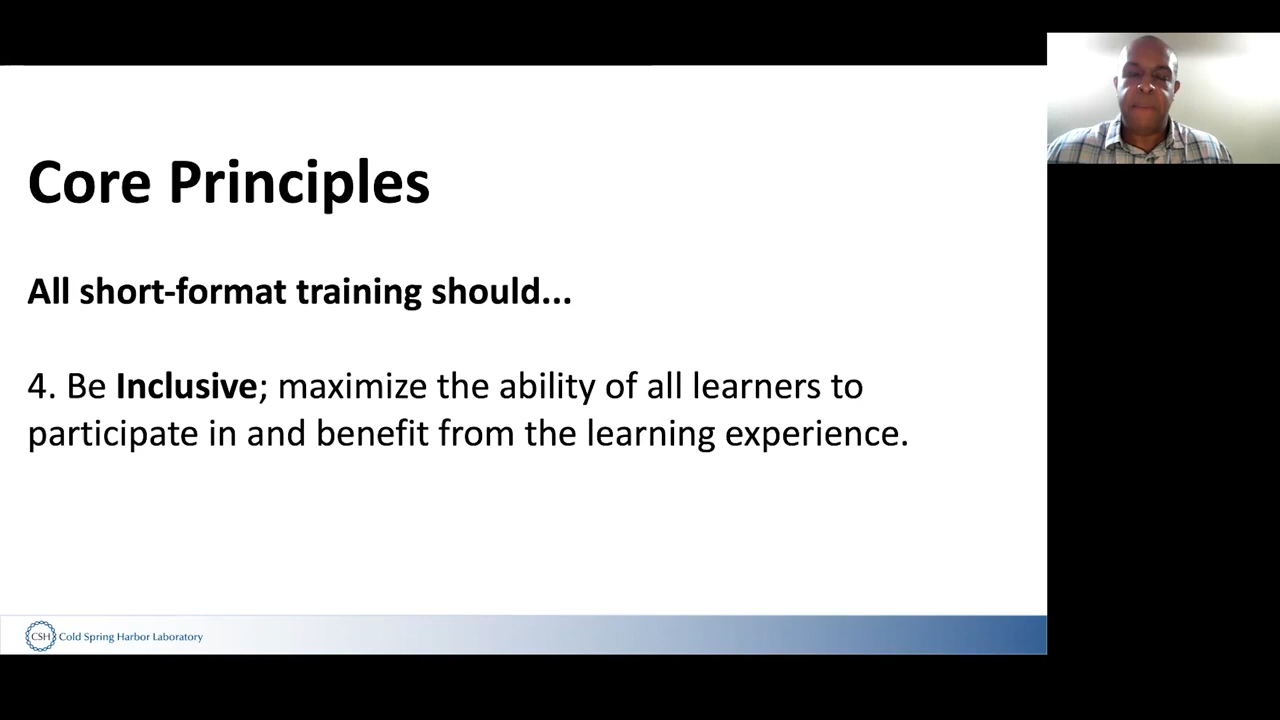 Core Principles
All short-format training should...
4. Be Inclusive; maximize the ability of all learners to
participate in and benefit from the learning experience.
CSH Cold Spring Harbor Laboratory